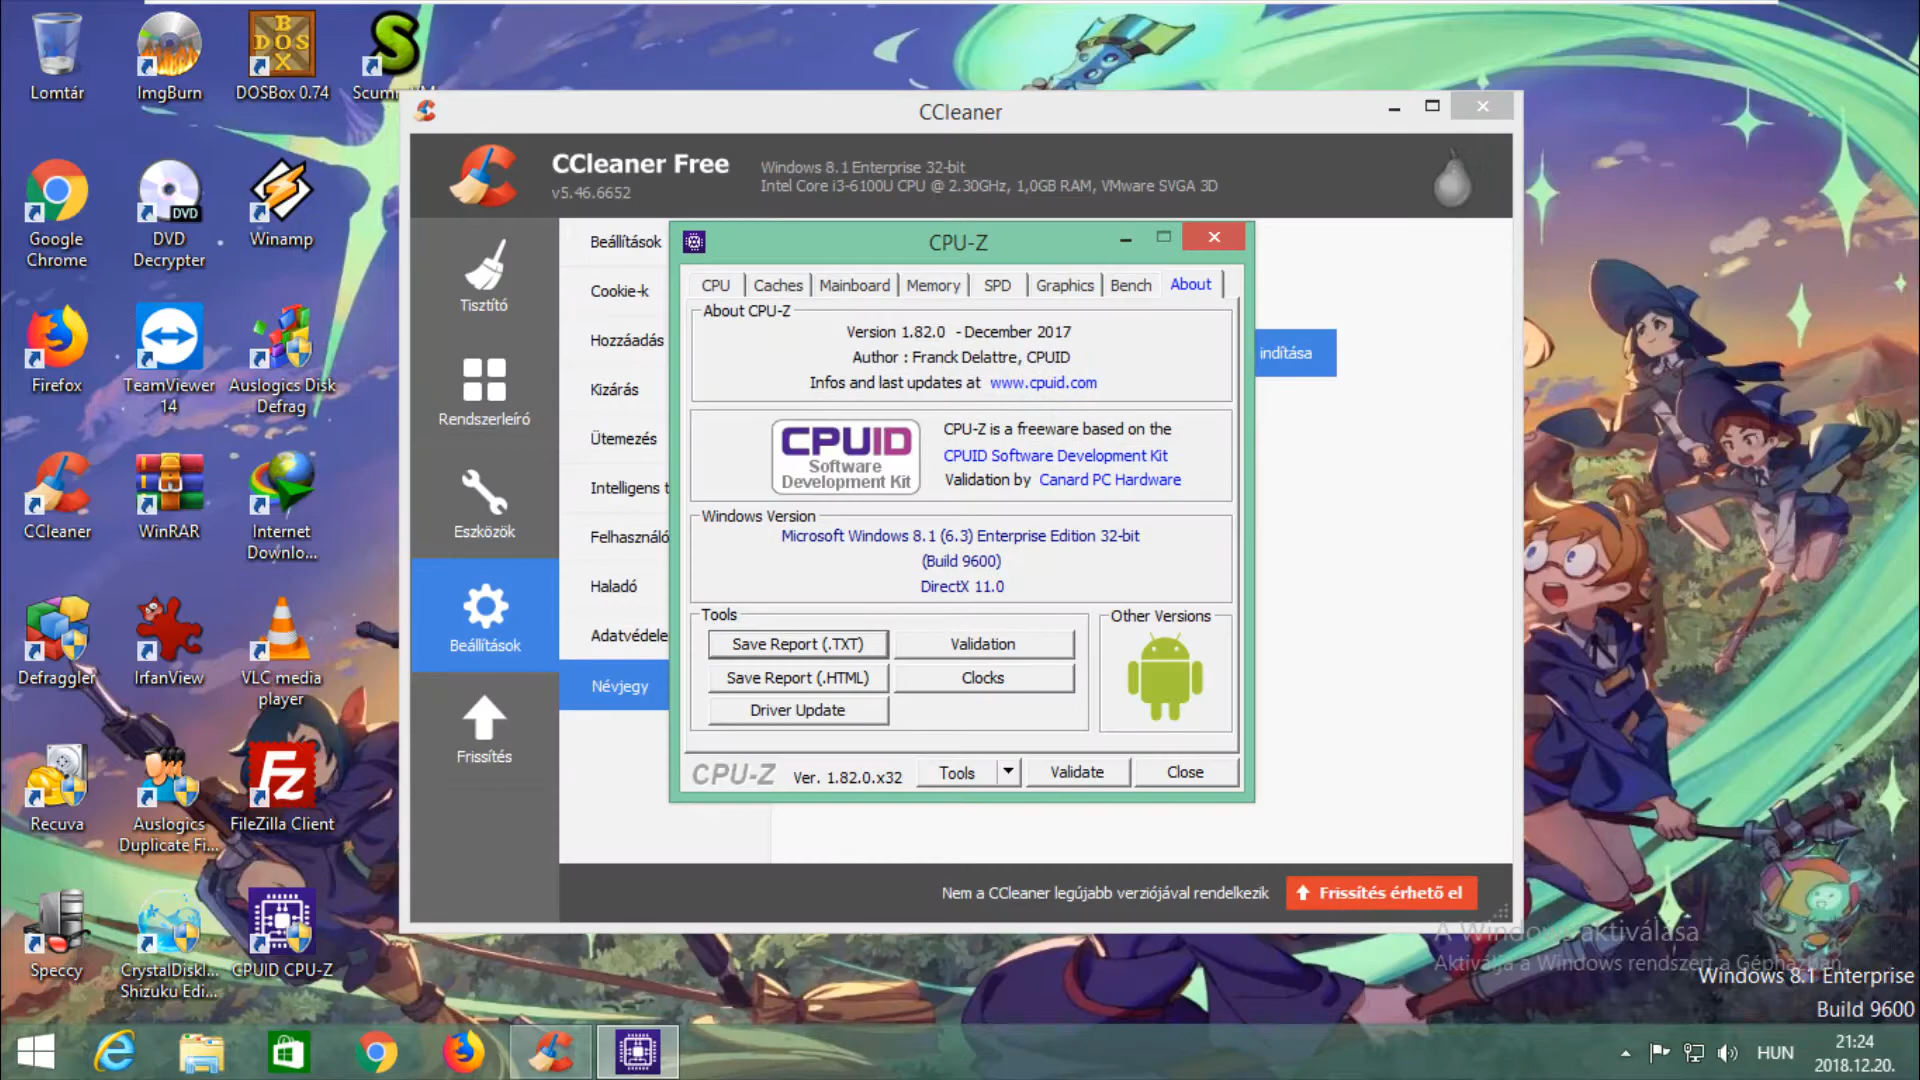 Lomtár
ImgBurn
DOSBox 0.74
Google
Chrome
DVD
Decrypter
Winamp
Firefox
TeamViewer
14
Auslogics Disk
Defrag
CCleaner
WinRAR
Internet
Downlo...
Defraggler
IrfanView
VLC media
player
Recuva
Auslogics
Duplicate Fi...
FileZilla Client
Speccy
CrystalDiskI...
Shizuku Edi...
CPUID CPU-Z
CCleaner
CCleaner Free
v5.46.6652
Windows 8.1 Enterprise 32-bit
Intel Core i3-6100U CPU @ 2.30GHz, 1,0GB RAM, VMware SVGA 3D
Tisztító
Rendszerleíró
Eszközök
Beállítások
Frissítés
Beállítások
Cookie-k
Hozzáadás
Kizárás
Ütemezés
Intelligens
Haladó
Névjegy
indítása
CPU-Z
CPU Caches Mainboard Memory SPD Graphics Bench About
About CPU-Z
Version 1.82.0 - December 2017
Author : Franck Delattre, CPUID
Infos and last updates at www.cpuid.com
CPUID
Software
Development Kit
CPU-Z is a freeware based on the
CPUID Software Development Kit
Validation by Canard PC Hardware
Windows Version
Microsoft Windows 8.1 (6.3) Enterprise Edition 32-bit
(Build 9600)
DirectX 11.0
Tools
Save Report (.TXT) Validation
Save Report (.HTML) Clocks
Driver Update
Other Versions
CPU-Z Ver. 1.82.0.x32 Tools Validate Close
Nem a CCleaner legújabb verziójával rendelkezik
Frissítés érhető el
A Windows aktiválása
Aktiválja a Windows rendszert a Gépházban.
Windows 8.1 Enterprise
Build 9600
HUN
21:24
2018.12.20.